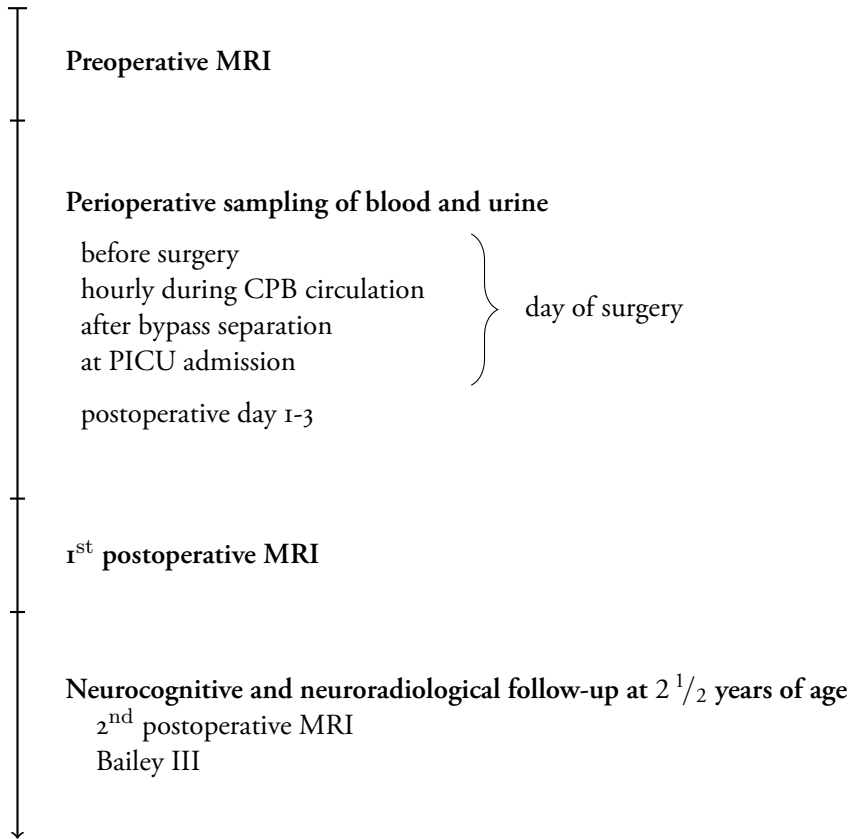 Preoperative MRI
Perioperative sampling of blood and urine
before surgery
hourly during CPB circulation
after bypass separation
at PICU admission
day of surgery
postoperative day 1-3
1st postoperative MRI
Neurocognitive and neuroradiological follow-up at 2 1/2 years of age
2nd postoperative MRI
Bailey III